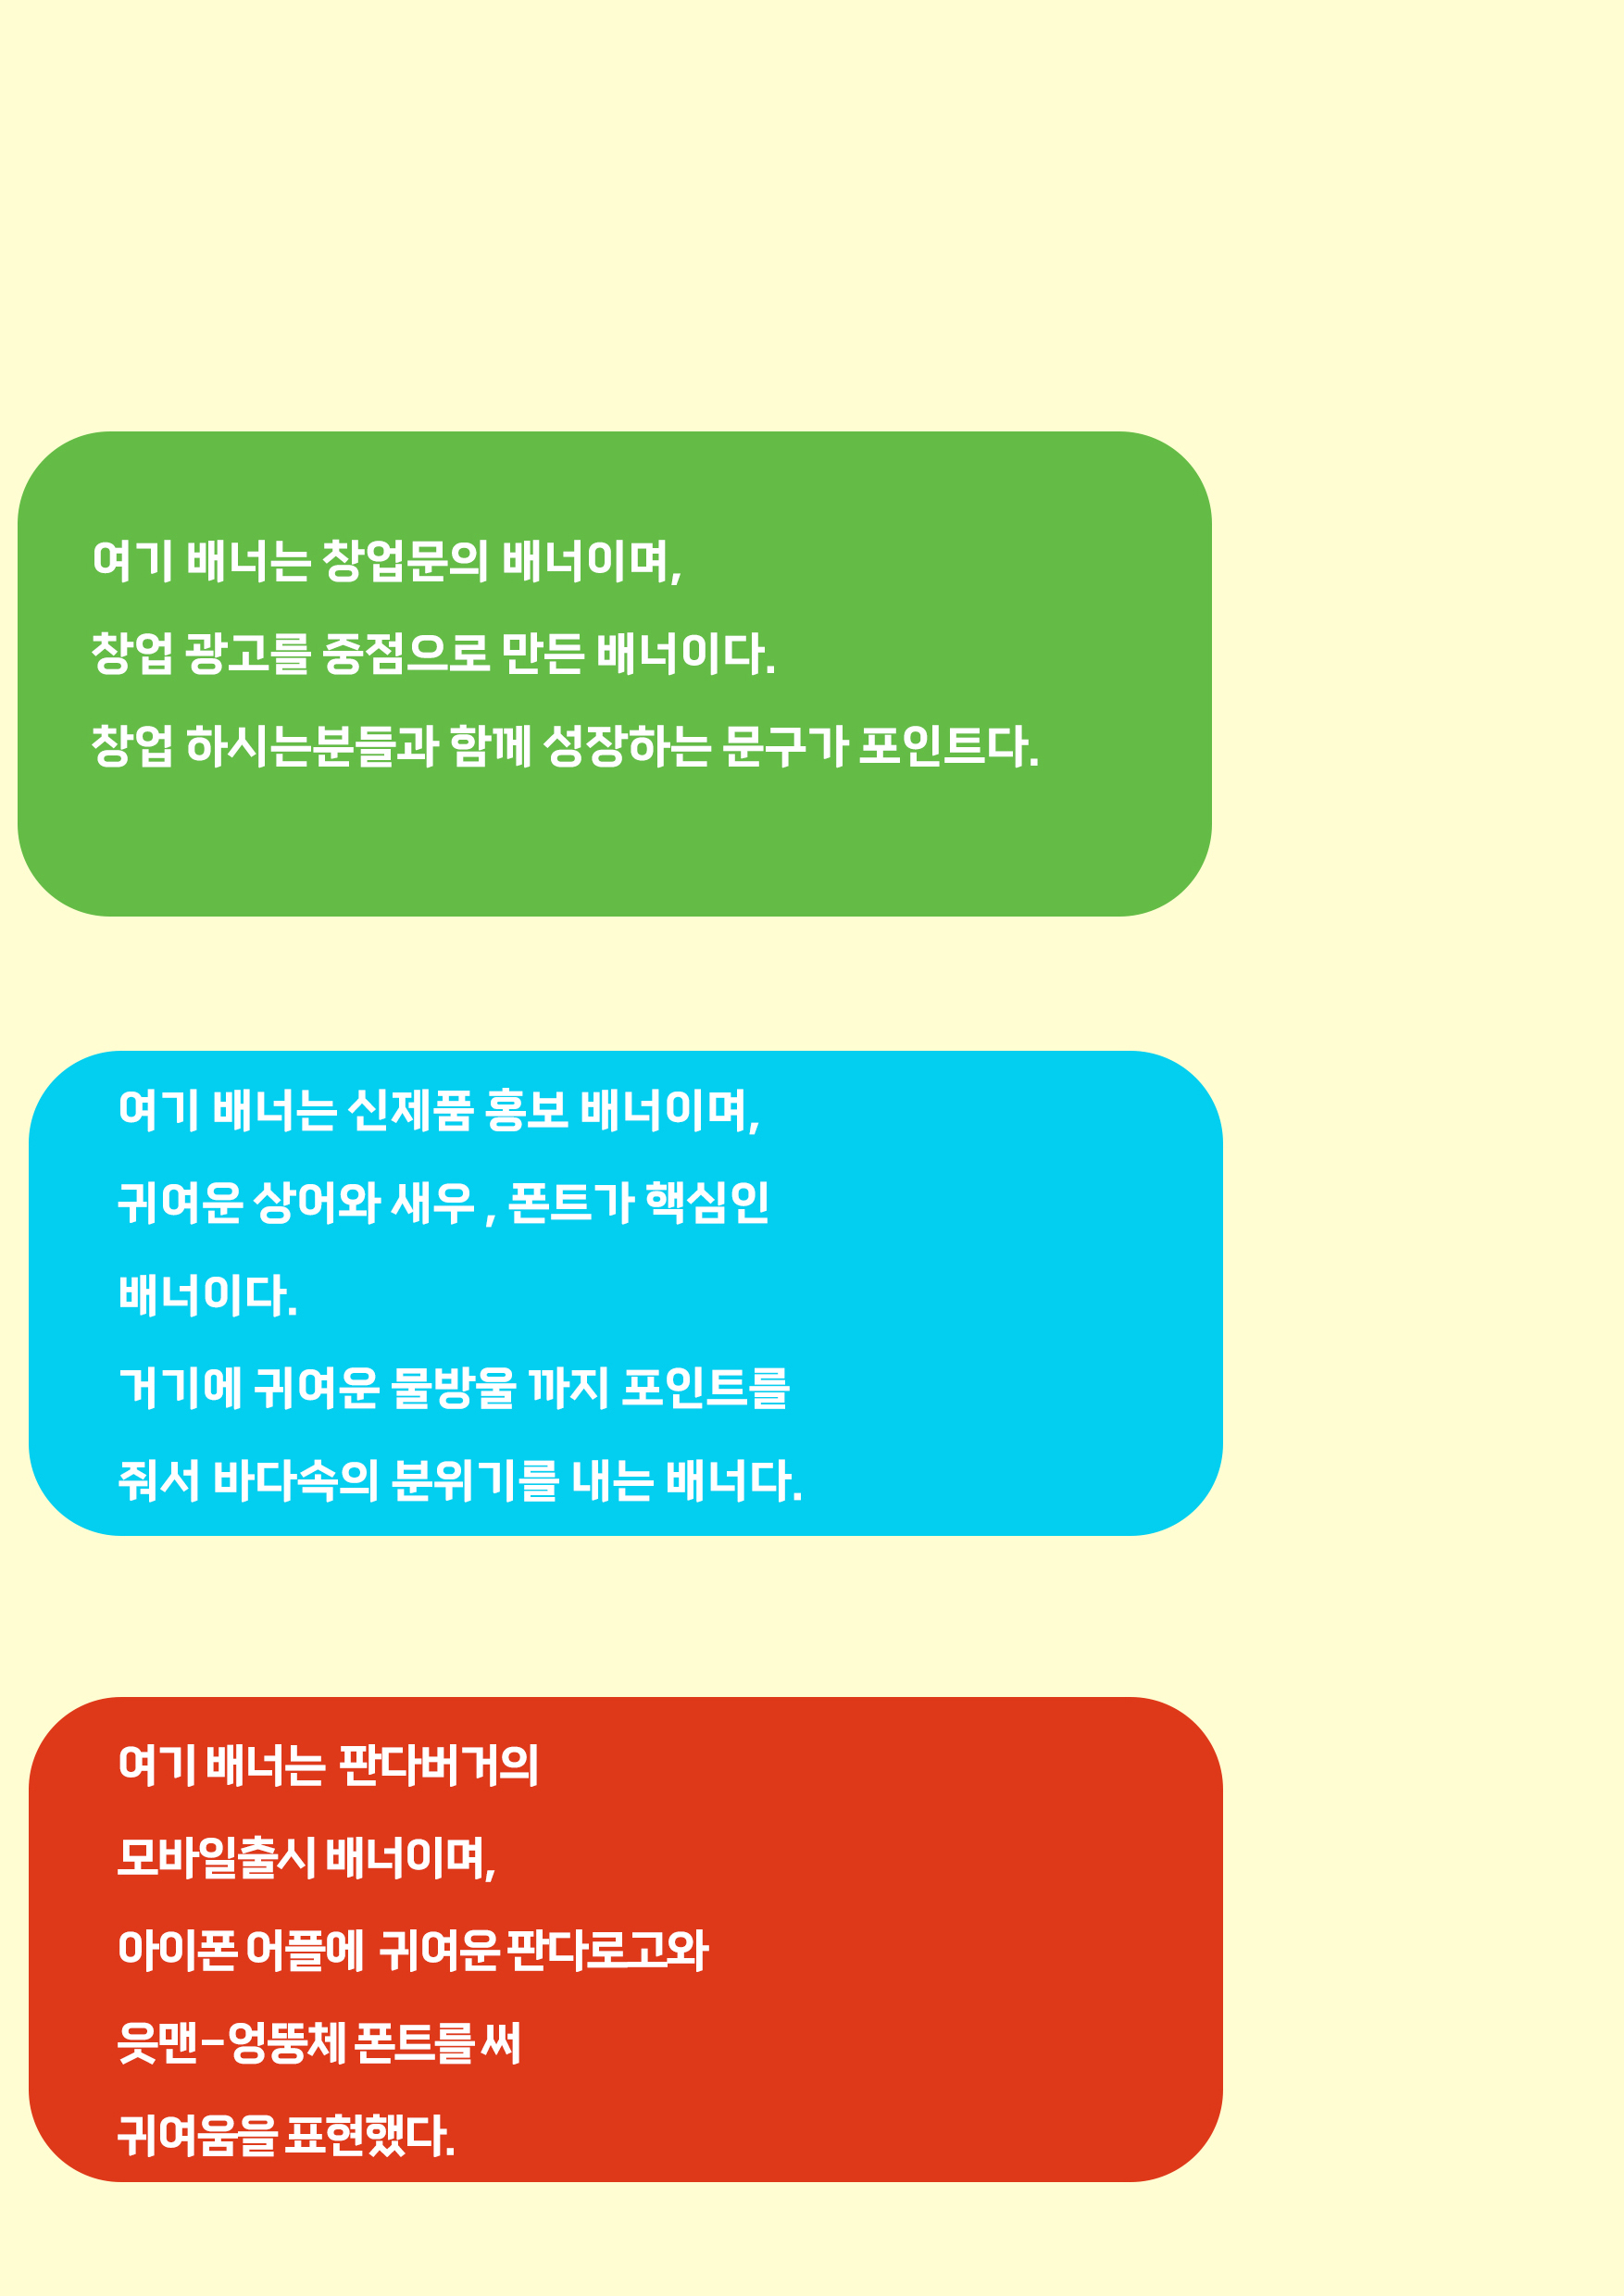 여기 배너는 창업문의 배너이며,
창업 광고를 중점으로 만든 배너이다.
창업 하시는분들과 함께 성장하는 문구가 포인트다.
여기 배너는 신제품 홍보 배너이며,
귀여운 상어와 새우 , 폰트가 핵심인
배너이다.
거기에 귀여운 물방울 까지 포인트를
줘서 바다속의 분위기를 내는 배너다.
여기 배너는 판다버거의
모바일출시 배너이며,
아이폰 어플에 귀여운 판다로고와
읏맨-엉뚱체 폰트를 써
귀여움을 표현했다.